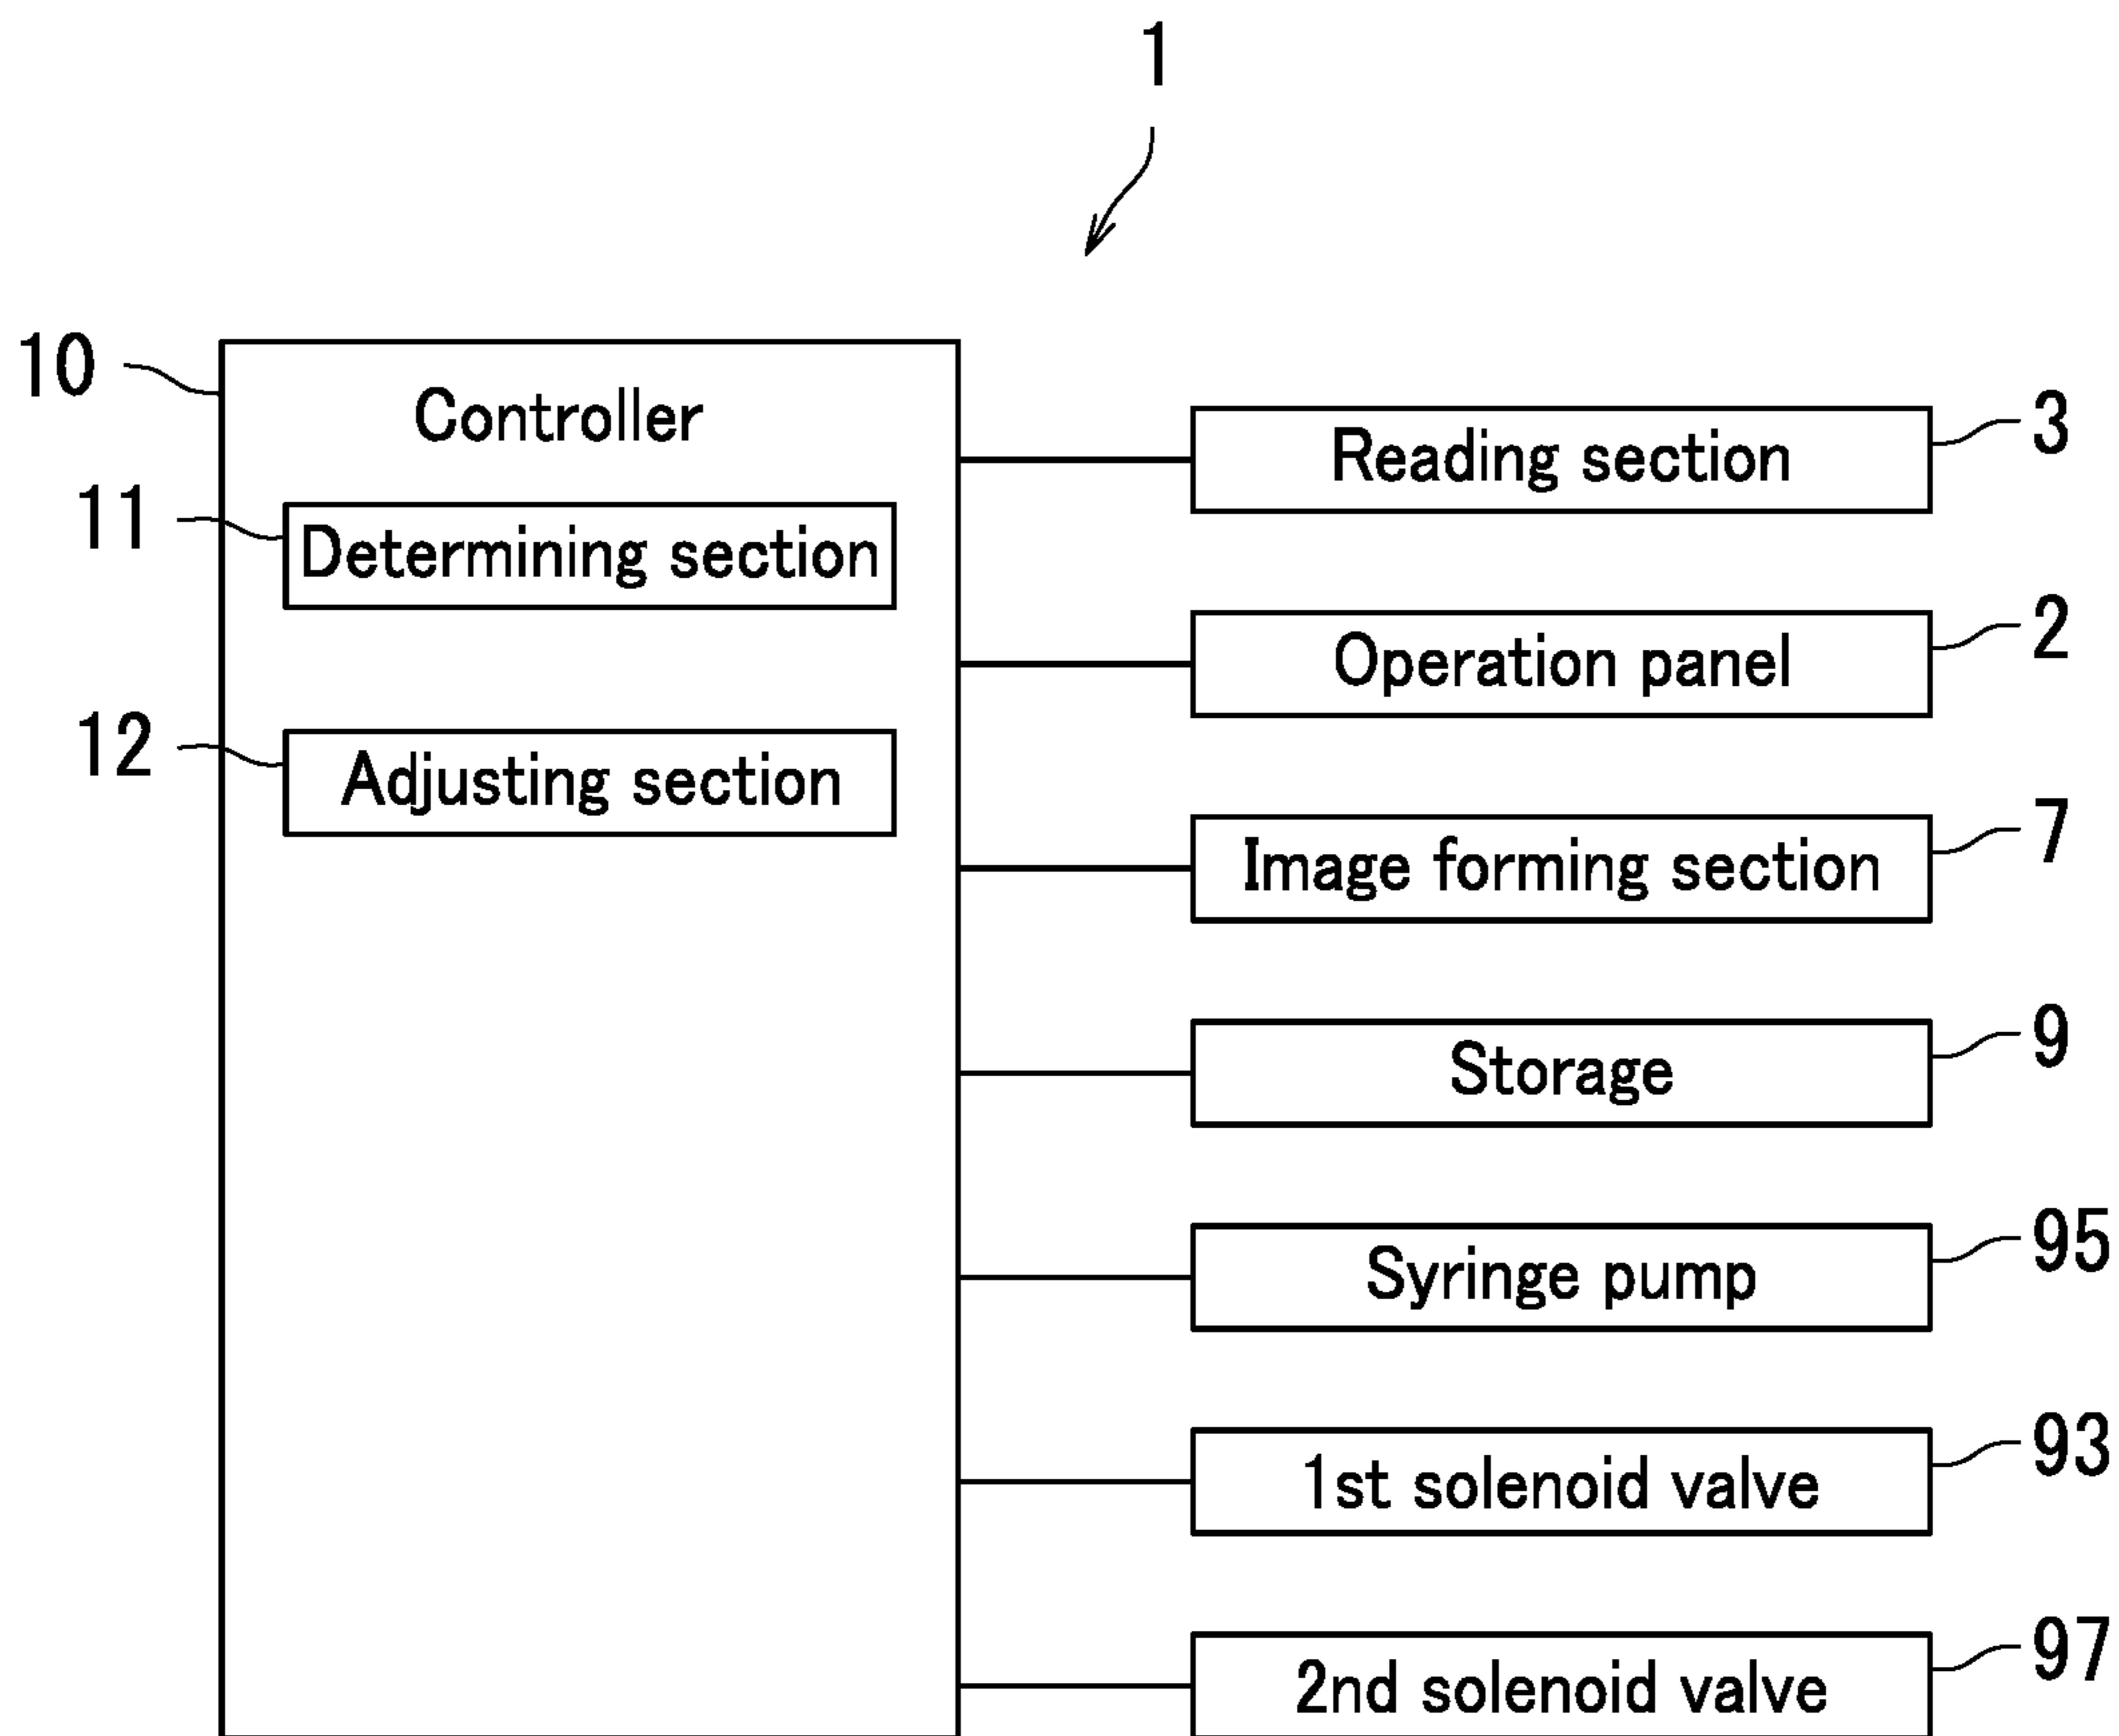 1
10
Controller
11
Determining section
12
Adjusting section
Reading section
3
Operation panel
2
Image forming section
7
Storage
9
Syringe pump
95
1st solenoid valve
93
2nd solenoid valve
97